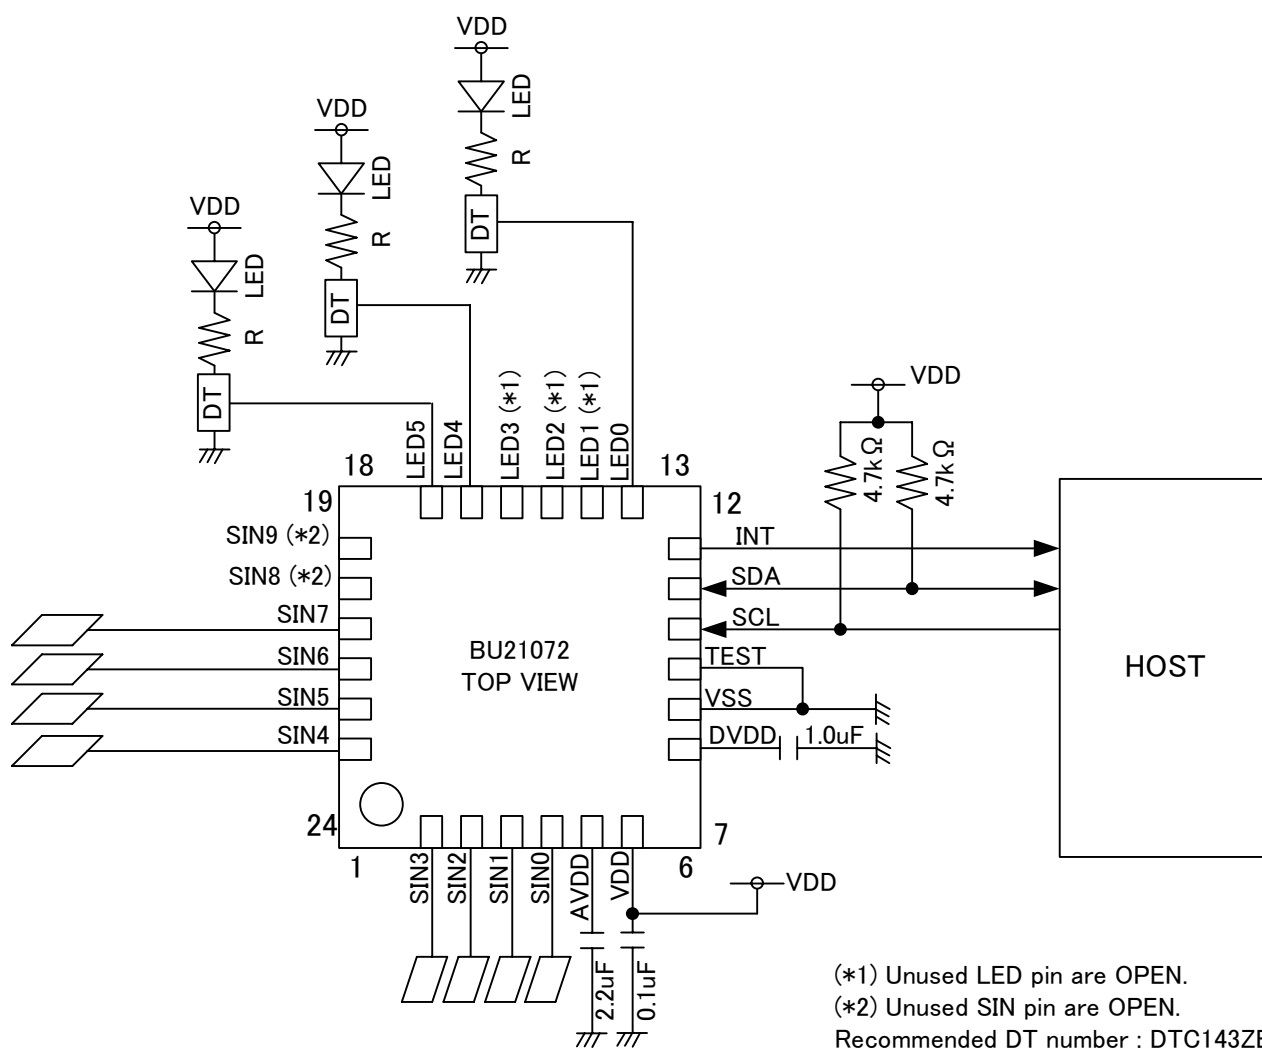 VDD
LED
R
DT
VDD
LED
R
DT
VDD
LED
R
DT
VDD
4.7kΩ
4.7kΩ
LED5
LED4
LED3 (*1)
LED2 (*1)
LED1 (*1)
LED0
18
13
19
12
SIN9 (*2)
SIN8 (*2)
SIN7
SIN6
SIN5
SIN4
BU21072
TOP VIEW
INT
SDA
SCL
TEST
VSS
DVDD
1.0uF
HOST
24
7
1
6
SIN3
SIN2
SIN1
SIN0
AVDD
VDD
VDD
2.2uF
0.1uF
(*1) Unused LED pin are OPEN.
(*2) Unused SIN pin are OPEN.
Recommended DT number : DTC143ZE